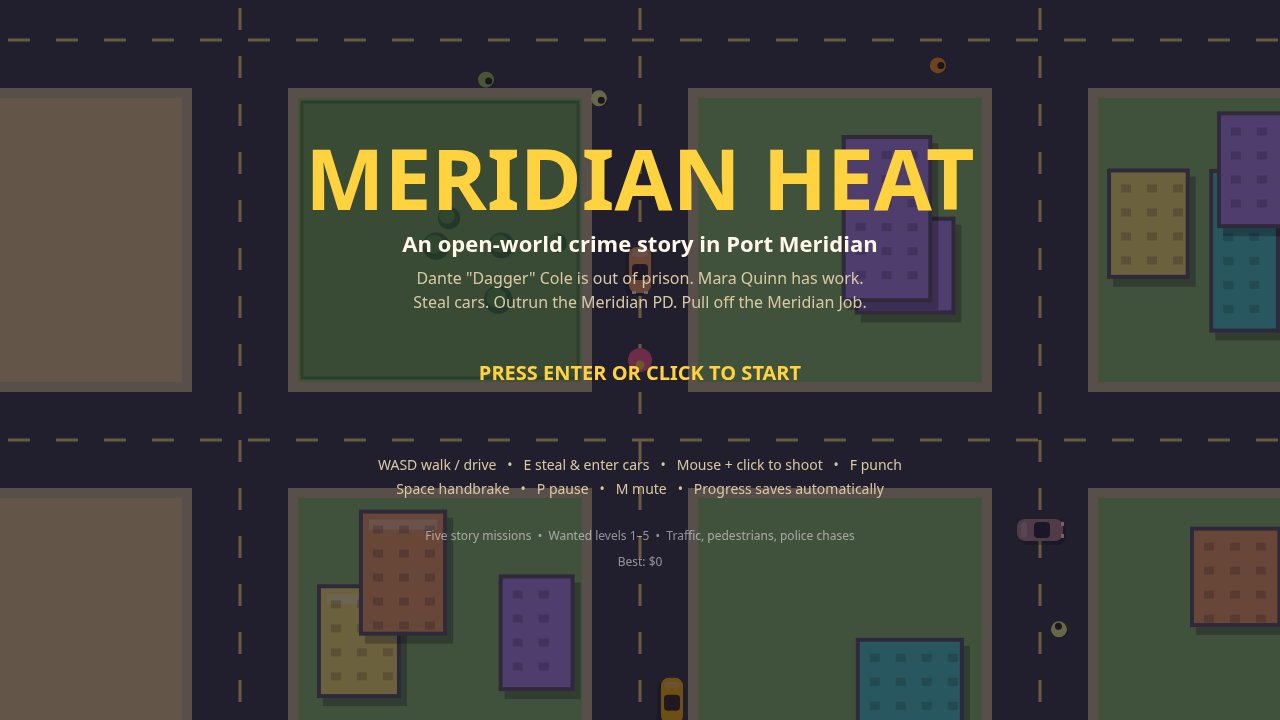 MERIDIAN HEAT
An open-world crime story in Port Meridian
Dante "Dagger" Cole is out of prison. Mara Quinn has work.
Steal cars. Outrun the Meridian PD. Pull off the Meridian Job.
PRESS ENTER OR CLICK TO START
WASD walk / drive • E steal & enter cars • Mouse + click to shoot • F punch
Space handbrake • P pause • M mute • Progress saves automatically
Five story missions • Wanted levels 1–5 • Traffic, pedestrians, police chases
Best: $0